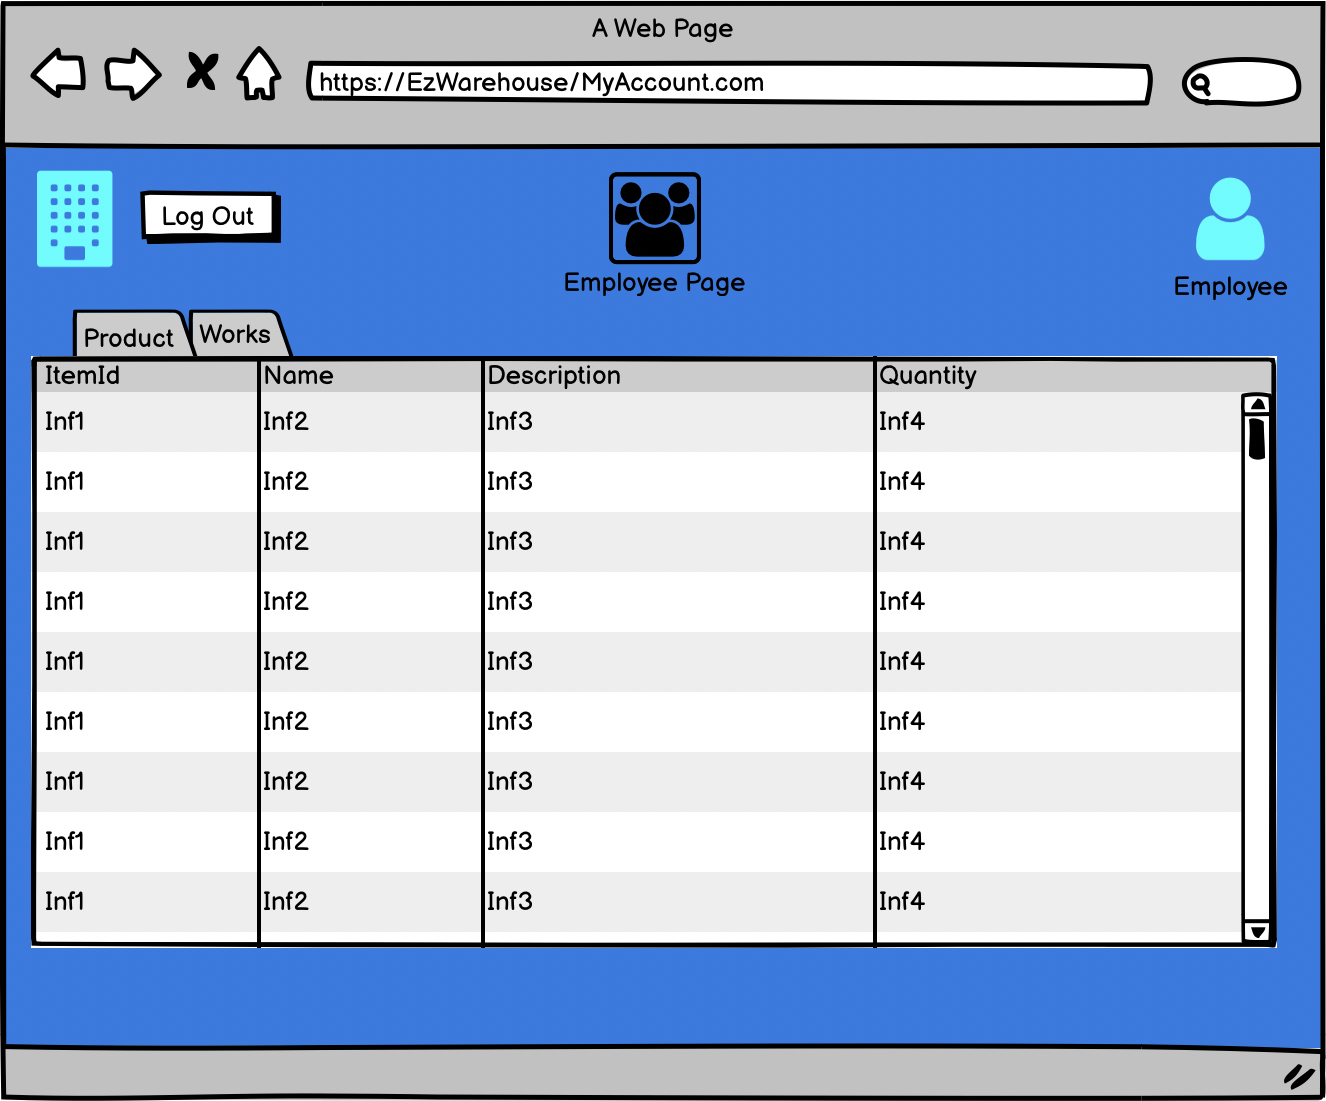 A Web Page
https://EzWarehouse/MyAccount.com
Log Out
Employee Page
Employee
Product Works
ItemId Name Description Quantity
Inf1 Inf2 Inf3 Inf4
Inf1 Inf2 Inf3 Inf4
Inf1 Inf2 Inf3 Inf4
Inf1 Inf2 Inf3 Inf4
Inf1 Inf2 Inf3 Inf4
Inf1 Inf2 Inf3 Inf4
Inf1 Inf2 Inf3 Inf4
Inf1 Inf2 Inf3 Inf4
Inf1 Inf2 Inf3 Inf4